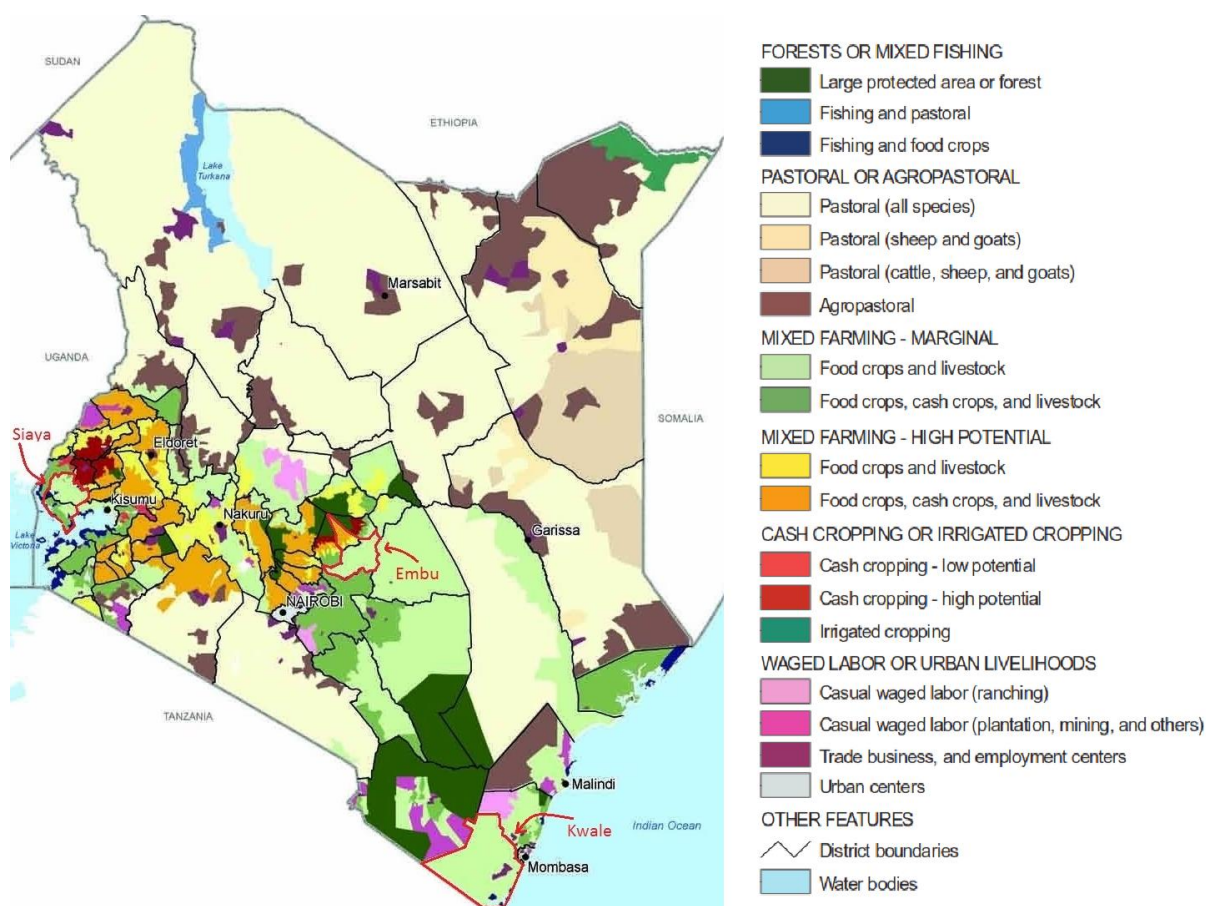 SUDAN
ETHIOPIA
Lake
Turkana
Marsabit
UGANDA
SOMALIA
Siaya
Eldoret
Kisumu
Nakuru
Garissa
Lake
Victoria
Embu
NAIROBI
TANZANIA
Malindi
Kwale
Indian Ocean
Mombasa
FORESTS OR MIXED FISHING
Large protected area or forest
Fishing and pastoral
Fishing and food crops
PASTORAL OR AGROPASTORAL
Pastoral (all species)
Pastoral (sheep and goats)
Pastoral (cattle, sheep, and goats)
Agropastoral
MIXED FARMING - MARGINAL
Food crops and livestock
Food crops, cash crops, and livestock
MIXED FARMING - HIGH POTENTIAL
Food crops and livestock
Food crops, cash crops, and livestock
CASH CROPPING OR IRRIGATED CROPPING
Cash cropping - low potential
Cash cropping - high potential
Irrigated cropping
WAGED LABOR OR URBAN LIVELIHOODS
Casual waged labor (ranching)
Casual waged labor (plantation, mining, and others)
Trade business, and employment centers
Urban centers
OTHER FEATURES
District boundaries
Water bodies